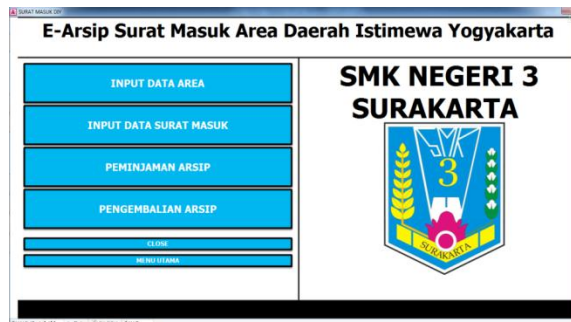 SURAT MASUK DIY
E-Arsip Surat Masuk Area Daerah Istimewa Yogyakarta
INPUT DATA AREA
INPUT DATA SURAT MASUK
PEMINJAMAN ARSIP
PENGEMBALIAN ARSIP
CLOSE
MENU UTAMA
SMK NEGERI 3
SURAKARTA
SMK
3
SURAKARTA